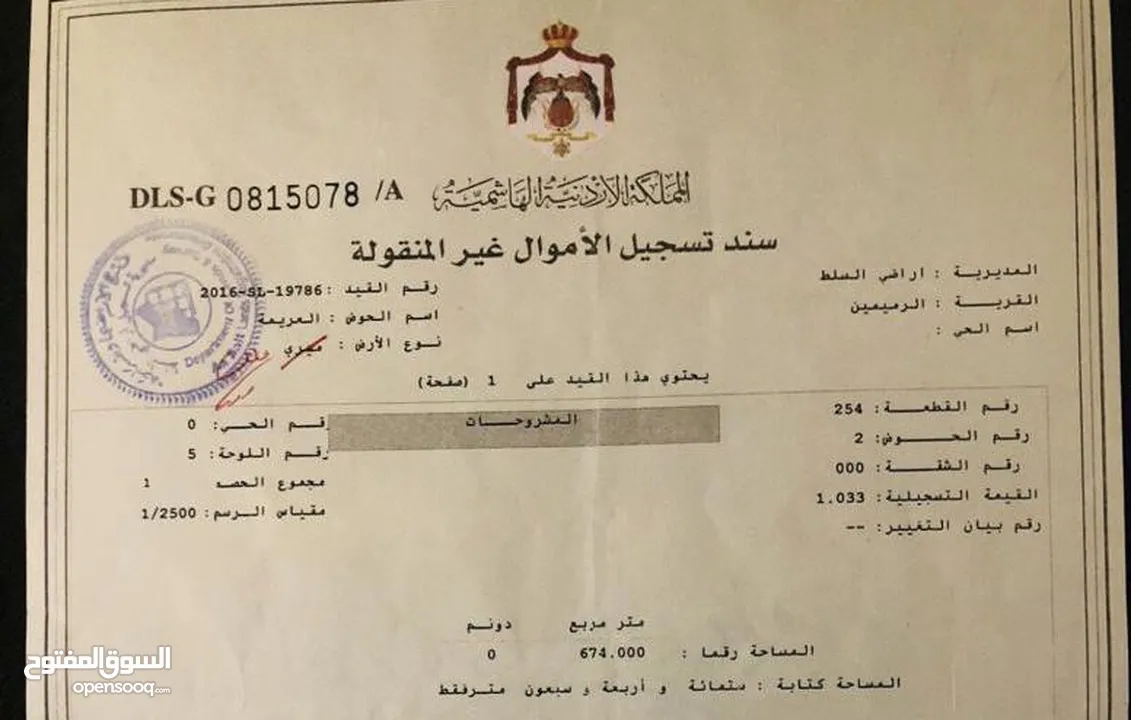 المملكة الأردنية الهاشمية
DLS-G 0815078 /A
سند تسجيل الأموال غير المنقولة
المديرية : اراضي السلط
رقم القيد : 2016-SL-19786
القرية : الرميمين
اسم الحوض : العريمة
اسم الحي :
نوع الأرض : ميري
يحتوي هذا القيد على 1 (صفحة)
رقم القطعة: 254
المشروحات
رقم الحي: 0
رقم الحوض: 2
رقم اللوحة: 5
رقم الشقة: 000
مجموع الحصص 1
القيمة التسجيلية: 1.033
مقياس الرسم: 1/2500
رقم بيان التغيير: --
متر مربع دونم
المساحة رقما : 674.000 0
المساحة كتابة : ستمائة و أربعة و سبعون مترفقط
Department Of
السوق المفتوح
opensooq.com